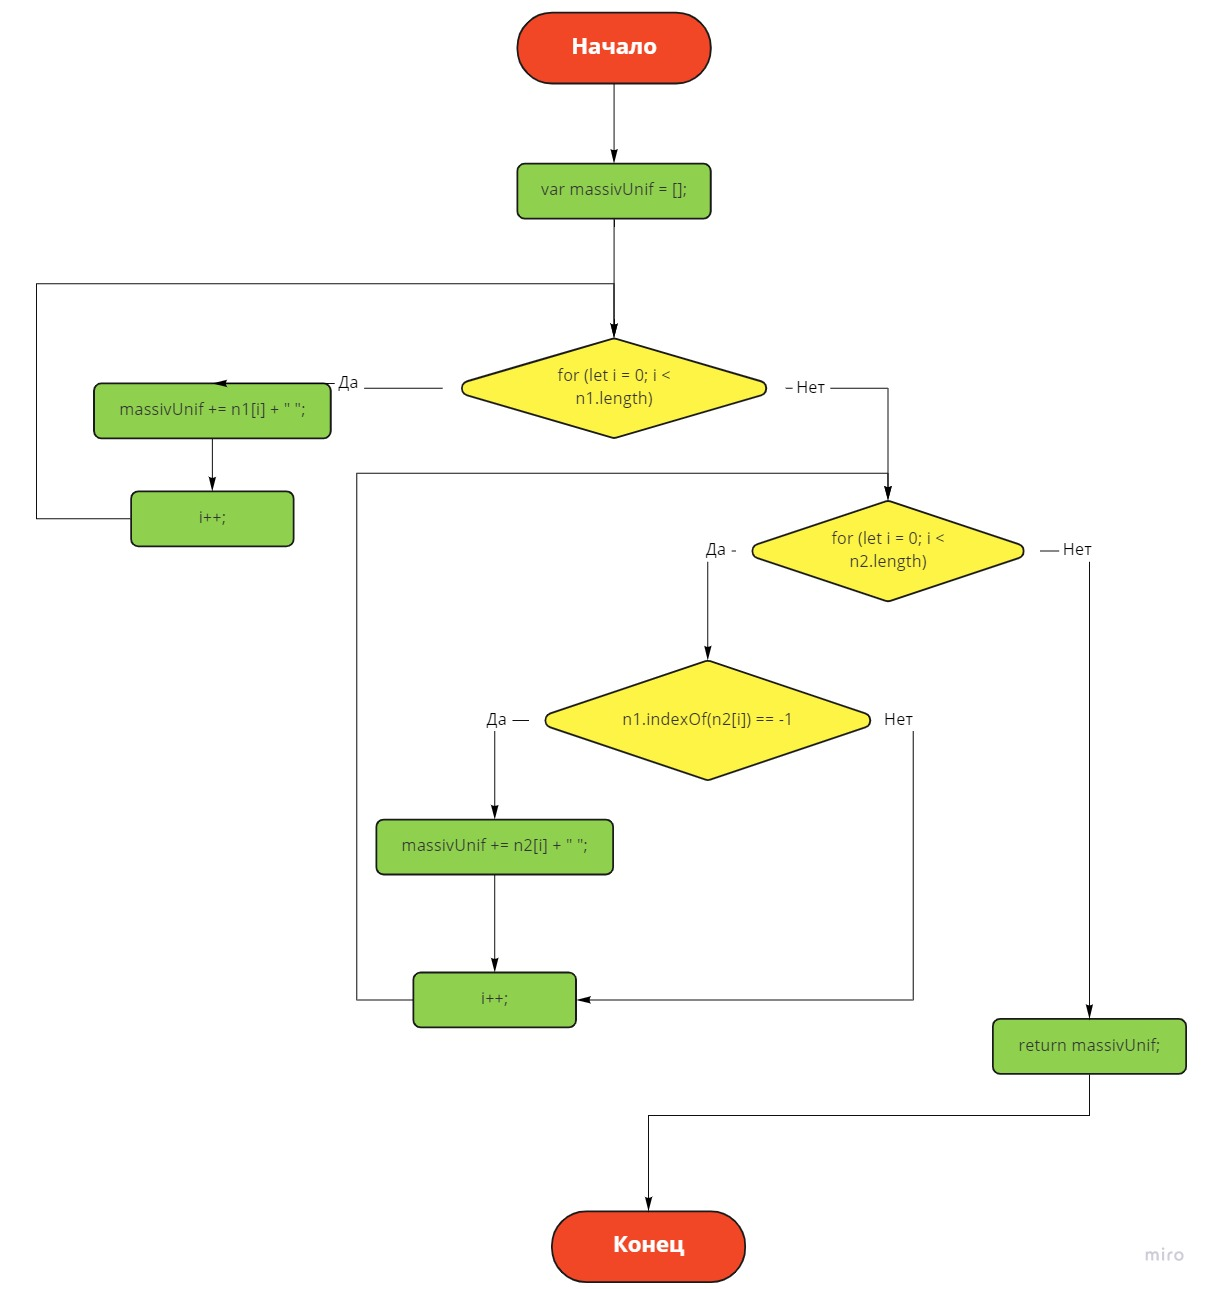 Начало
var massivUnif = [];
for (let i = 0; i <
n1.length)
Да
Нет
massivUnif += n1[i] + " ";
i++;
for (let i = 0; i <
n2.length)
Да
Нет
n1.indexOf(n2[i]) == -1
Да
Нет
massivUnif += n2[i] + " ";
i++;
return massivUnif;
Конец
miro